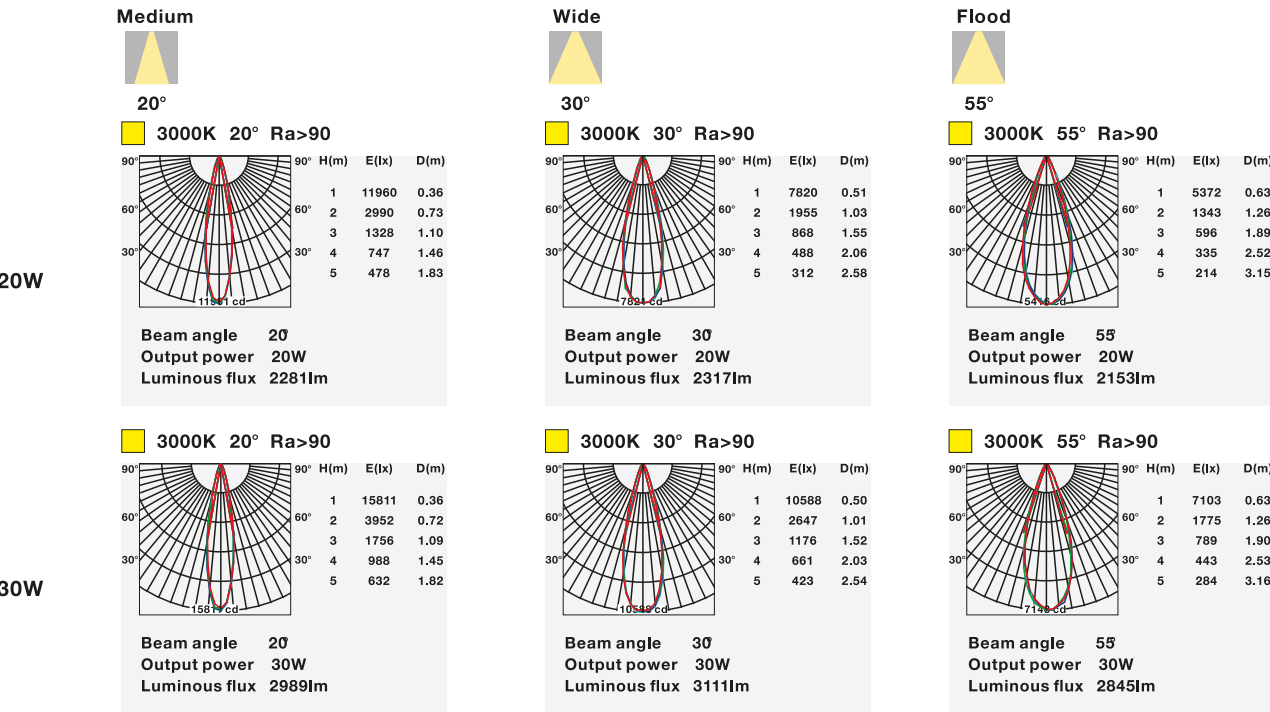 Medium
20°
Wide
30°
Flood
55°
20W
3000K 20° Ra>90
90° 90° H(m) E(lx) D(m)
1 11960 0.36
60° 60° 2 2990 0.73
3 1328 1.10
30° 30° 4 747 1.46
5 478 1.83
cd
Beam angle 20°
Output power 20W
Luminous flux 2281lm
3000K 30° Ra>90
90° 90° H(m) E(lx) D(m)
1 7820 0.51
60° 60° 2 1955 1.03
3 868 1.55
30° 30° 4 488 2.06
5 312 2.58
7821 cd
Beam angle 30°
Output power 20W
Luminous flux 2317lm
3000K 55° Ra>90
90° 90° H(m) E(lx) D(m)
1 5372 0.63
60° 60° 2 1343 1.26
3 596 1.89
30° 30° 4 335 2.52
5 214 3.15
cd
Beam angle 55°
Output power 20W
Luminous flux 2153lm
30W
3000K 20° Ra>90
90° 90° H(m) E(lx) D(m)
1 15811 0.36
60° 60° 2 3952 0.72
3 1756 1.09
30° 30° 4 988 1.45
5 632 1.82
cd
Beam angle 20°
Output power 30W
Luminous flux 2989lm
3000K 30° Ra>90
90° 90° H(m) E(lx) D(m)
1 10588 0.50
60° 60° 2 2647 1.01
3 1176 1.52
30° 30° 4 661 2.03
5 423 2.54
10588 cd
Beam angle 30°
Output power 30W
Luminous flux 3111lm
3000K 55° Ra>90
90° 90° H(m) E(lx) D(m)
1 7103 0.63
60° 60° 2 1775 1.26
3 789 1.90
30° 30° 4 443 2.53
5 284 3.16
cd
Beam angle 55°
Output power 30W
Luminous flux 2845lm